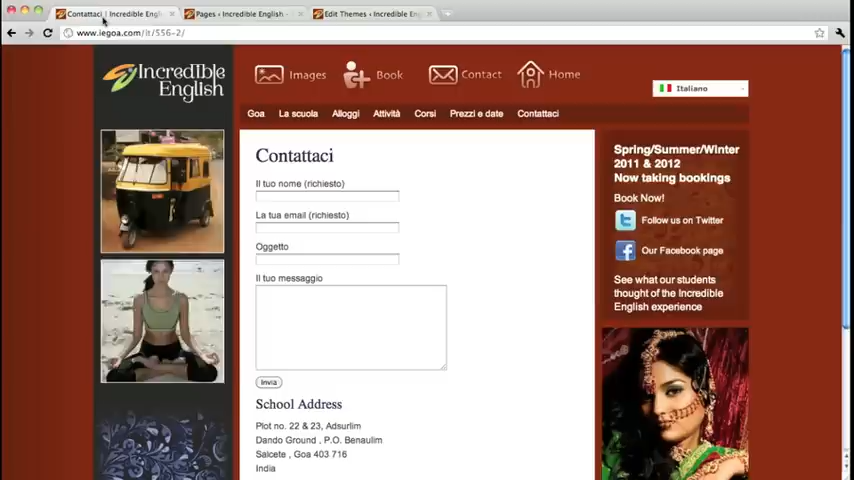 Contattaci | Incredible Engl
Pages ‹ Incredible English -
Edit Themes ‹ Incredible Eng
www.iegoa.com/it/556-2/
Incredible
English
Images
Book
Contact
Home
Italiano
Goa
La scuola
Alloggi
Attività
Corsi
Prezzi e date
Contattaci
Contattaci
Il tuo nome (richiesto)
La tua email (richiesto)
Oggetto
Il tuo messaggio
Invia
School Address
Plot no. 22 & 23, Adsurlim
Dando Ground , P.O. Benaulim
Salcete , Goa 403 716
India
Spring/Summer/Winter
2011 & 2012
Now taking bookings
Book Now!
Follow us on Twitter
Our Facebook page
See what our students
thought of the Incredible
English experience